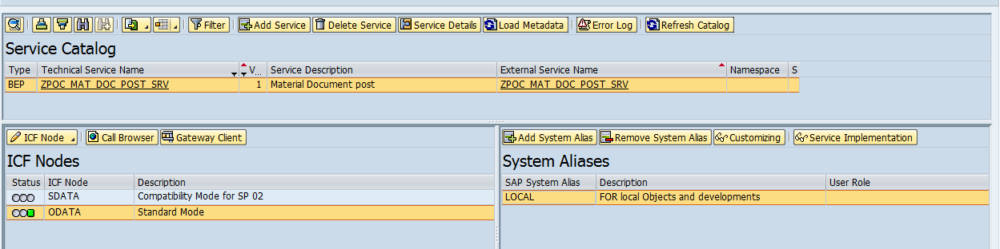 Filter Add Service Delete Service Service Details Load Metadata Error Log Refresh Catalog
Service Catalog
Type Technical Service Name V... Service Description External Service Name Namespace S
BEP ZPOC_MAT_DOC_POST_SRV 1 Material Document post ZPOC_MAT_DOC_POST_SRV
ICF Node Call Browser Gateway Client
ICF Nodes
Status ICF Node Description
SDATA Compatibility Mode for SP 02
ODATA Standard Mode
Add System Alias Remove System Alias Customizing Service Implementation
System Aliases
SAP System Alias Description User Role
LOCAL FOR local Objects and developments